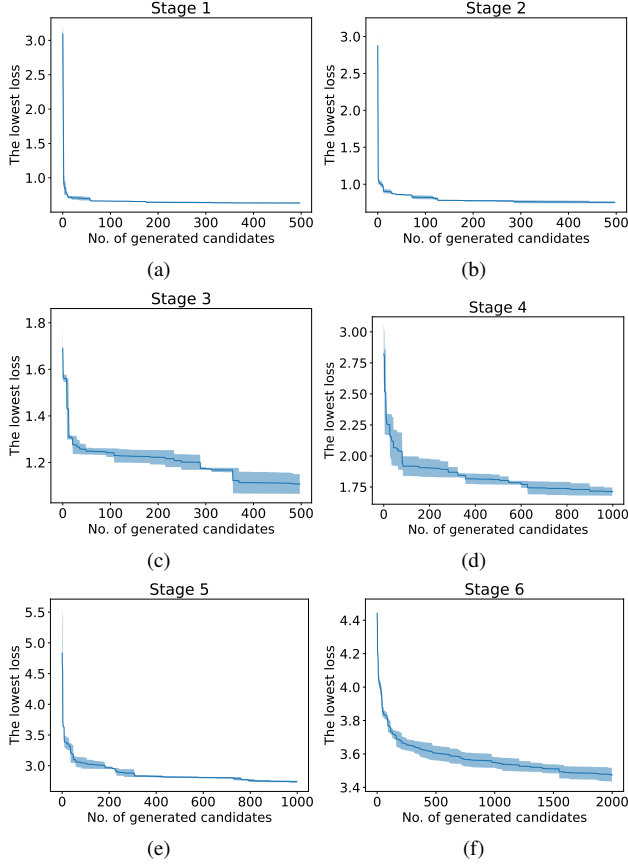 Stage 1
The lowest loss
3.0
2.5
2.0
1.5
1.0
0 100 200 300 400 500
No. of generated candidates
(a)
Stage 2
The lowest loss
3.0
2.5
2.0
1.5
1.0
0 100 200 300 400 500
No. of generated candidates
(b)
Stage 3
The lowest loss
1.8
1.6
1.4
1.2
0 100 200 300 400 500
No. of generated candidates
(c)
Stage 4
The lowest loss
3.00
2.75
2.50
2.25
2.00
1.75
0 200 400 600 800 1000
No. of generated candidates
(d)
Stage 5
The lowest loss
5.5
5.0
4.5
4.0
3.5
3.0
0 200 400 600 800 1000
No. of generated candidates
(e)
Stage 6
The lowest loss
4.4
4.2
4.0
3.8
3.6
3.4
0 500 1000 1500 2000
No. of generated candidates
(f)